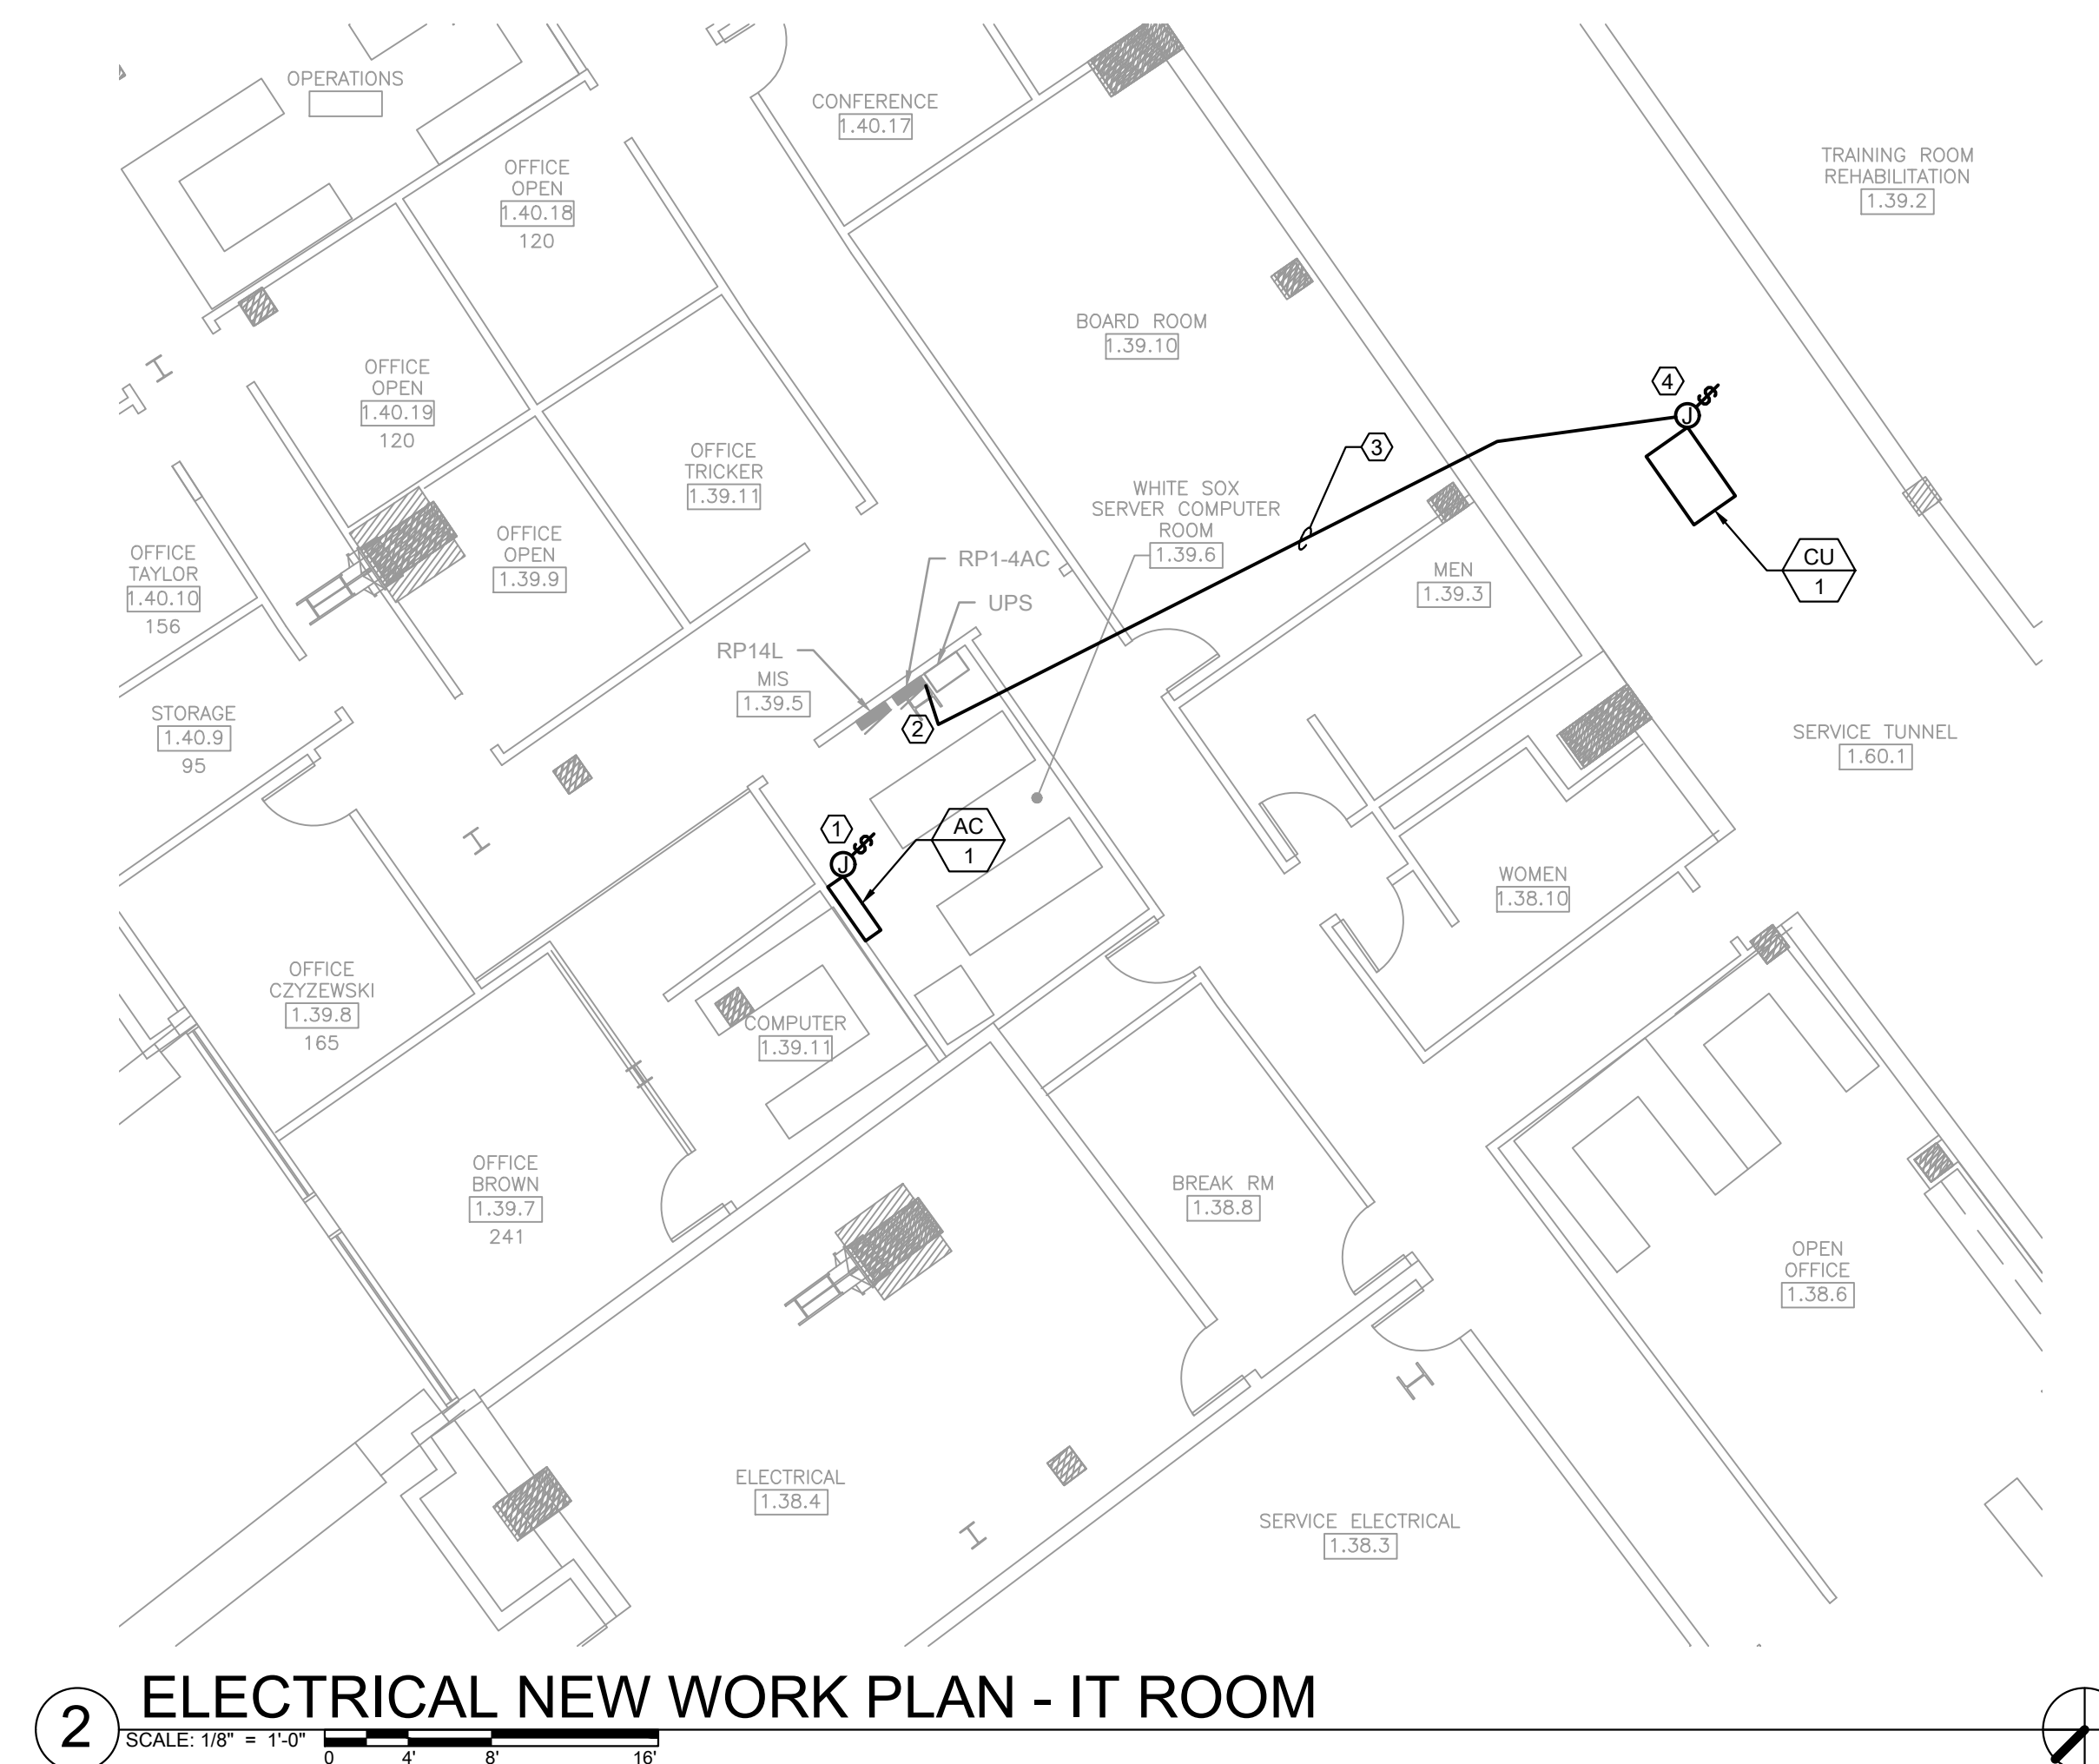 OPERATIONS
CONFERENCE
1.40.17
TRAINING ROOM
REHABILITATION
1.39.2
OFFICE
OPEN
1.40.18
120
BOARD ROOM
1.39.10
OFFICE
OPEN
1.40.19
120
4
J
$
3
OFFICE
TRICKER
1.39.11
WHITE SOX
SERVER COMPUTER
ROOM
1.39.6
OFFICE
TAYLOR
1.40.10
156
OFFICE
OPEN
1.39.9
RP1-4AC
UPS
MEN
1.39.3
CU
1
RP14L
MIS
1.39.5
STORAGE
1.40.9
95
2
SERVICE TUNNEL
1.60.1
1
J
$
AC
1
WOMEN
1.38.10
OFFICE
CZYZEWSKI
1.39.8
165
COMPUTER
1.39.11
OFFICE
BROWN
1.39.7
241
BREAK RM
1.38.8
OPEN
OFFICE
1.38.6
ELECTRICAL
1.38.4
SERVICE ELECTRICAL
1.38.3
2
ELECTRICAL NEW WORK PLAN - IT ROOM
SCALE: 1/8" = 1'-0"
0 4' 8' 16'